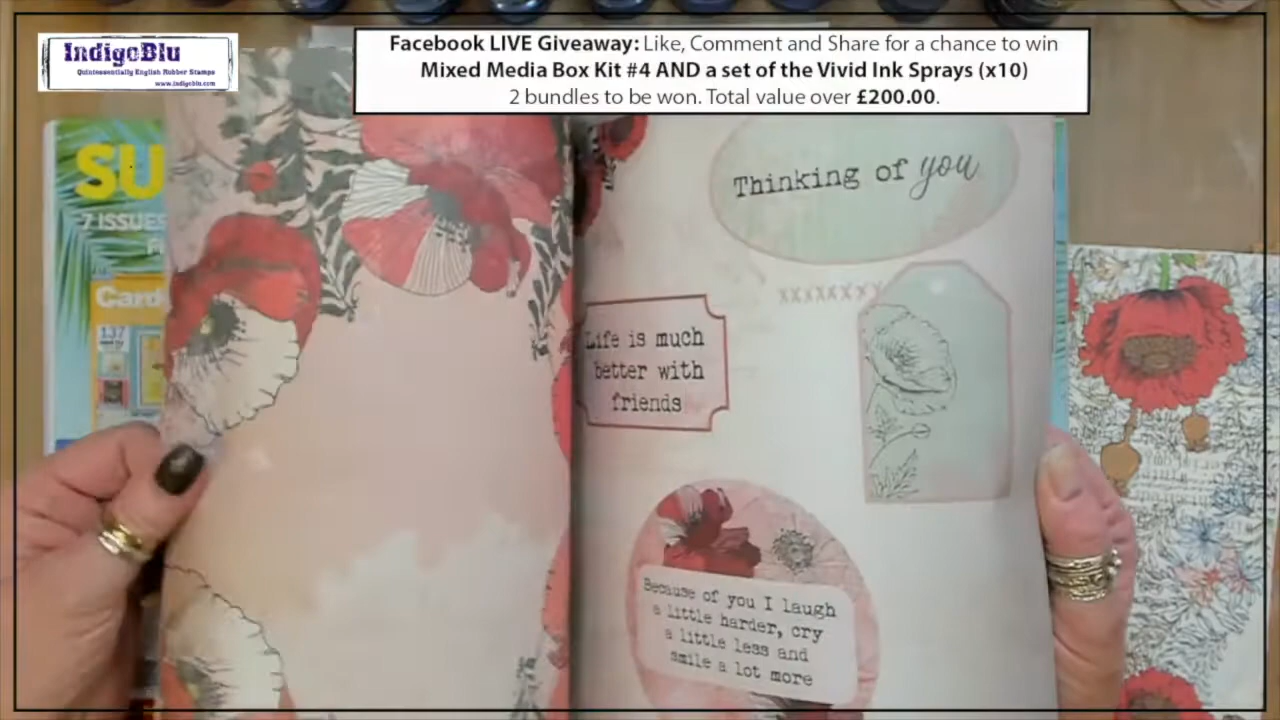 IndigoBlu
Quintessentially English Rubber Stamps
www.indigoblu.com
Facebook LIVE Giveaway: Like, Comment and Share for a chance to win
Mixed Media Box Kit #4 AND a set of the Vivid Ink Sprays (x10)
2 bundles to be won. Total value over £200.00.
SU
7 ISSUES
Card
137
Thinking of you
xxxxxxx
Life is much
better with
friends
Because of you I laugh
a little harder, cry
a little less and
smile a lot more